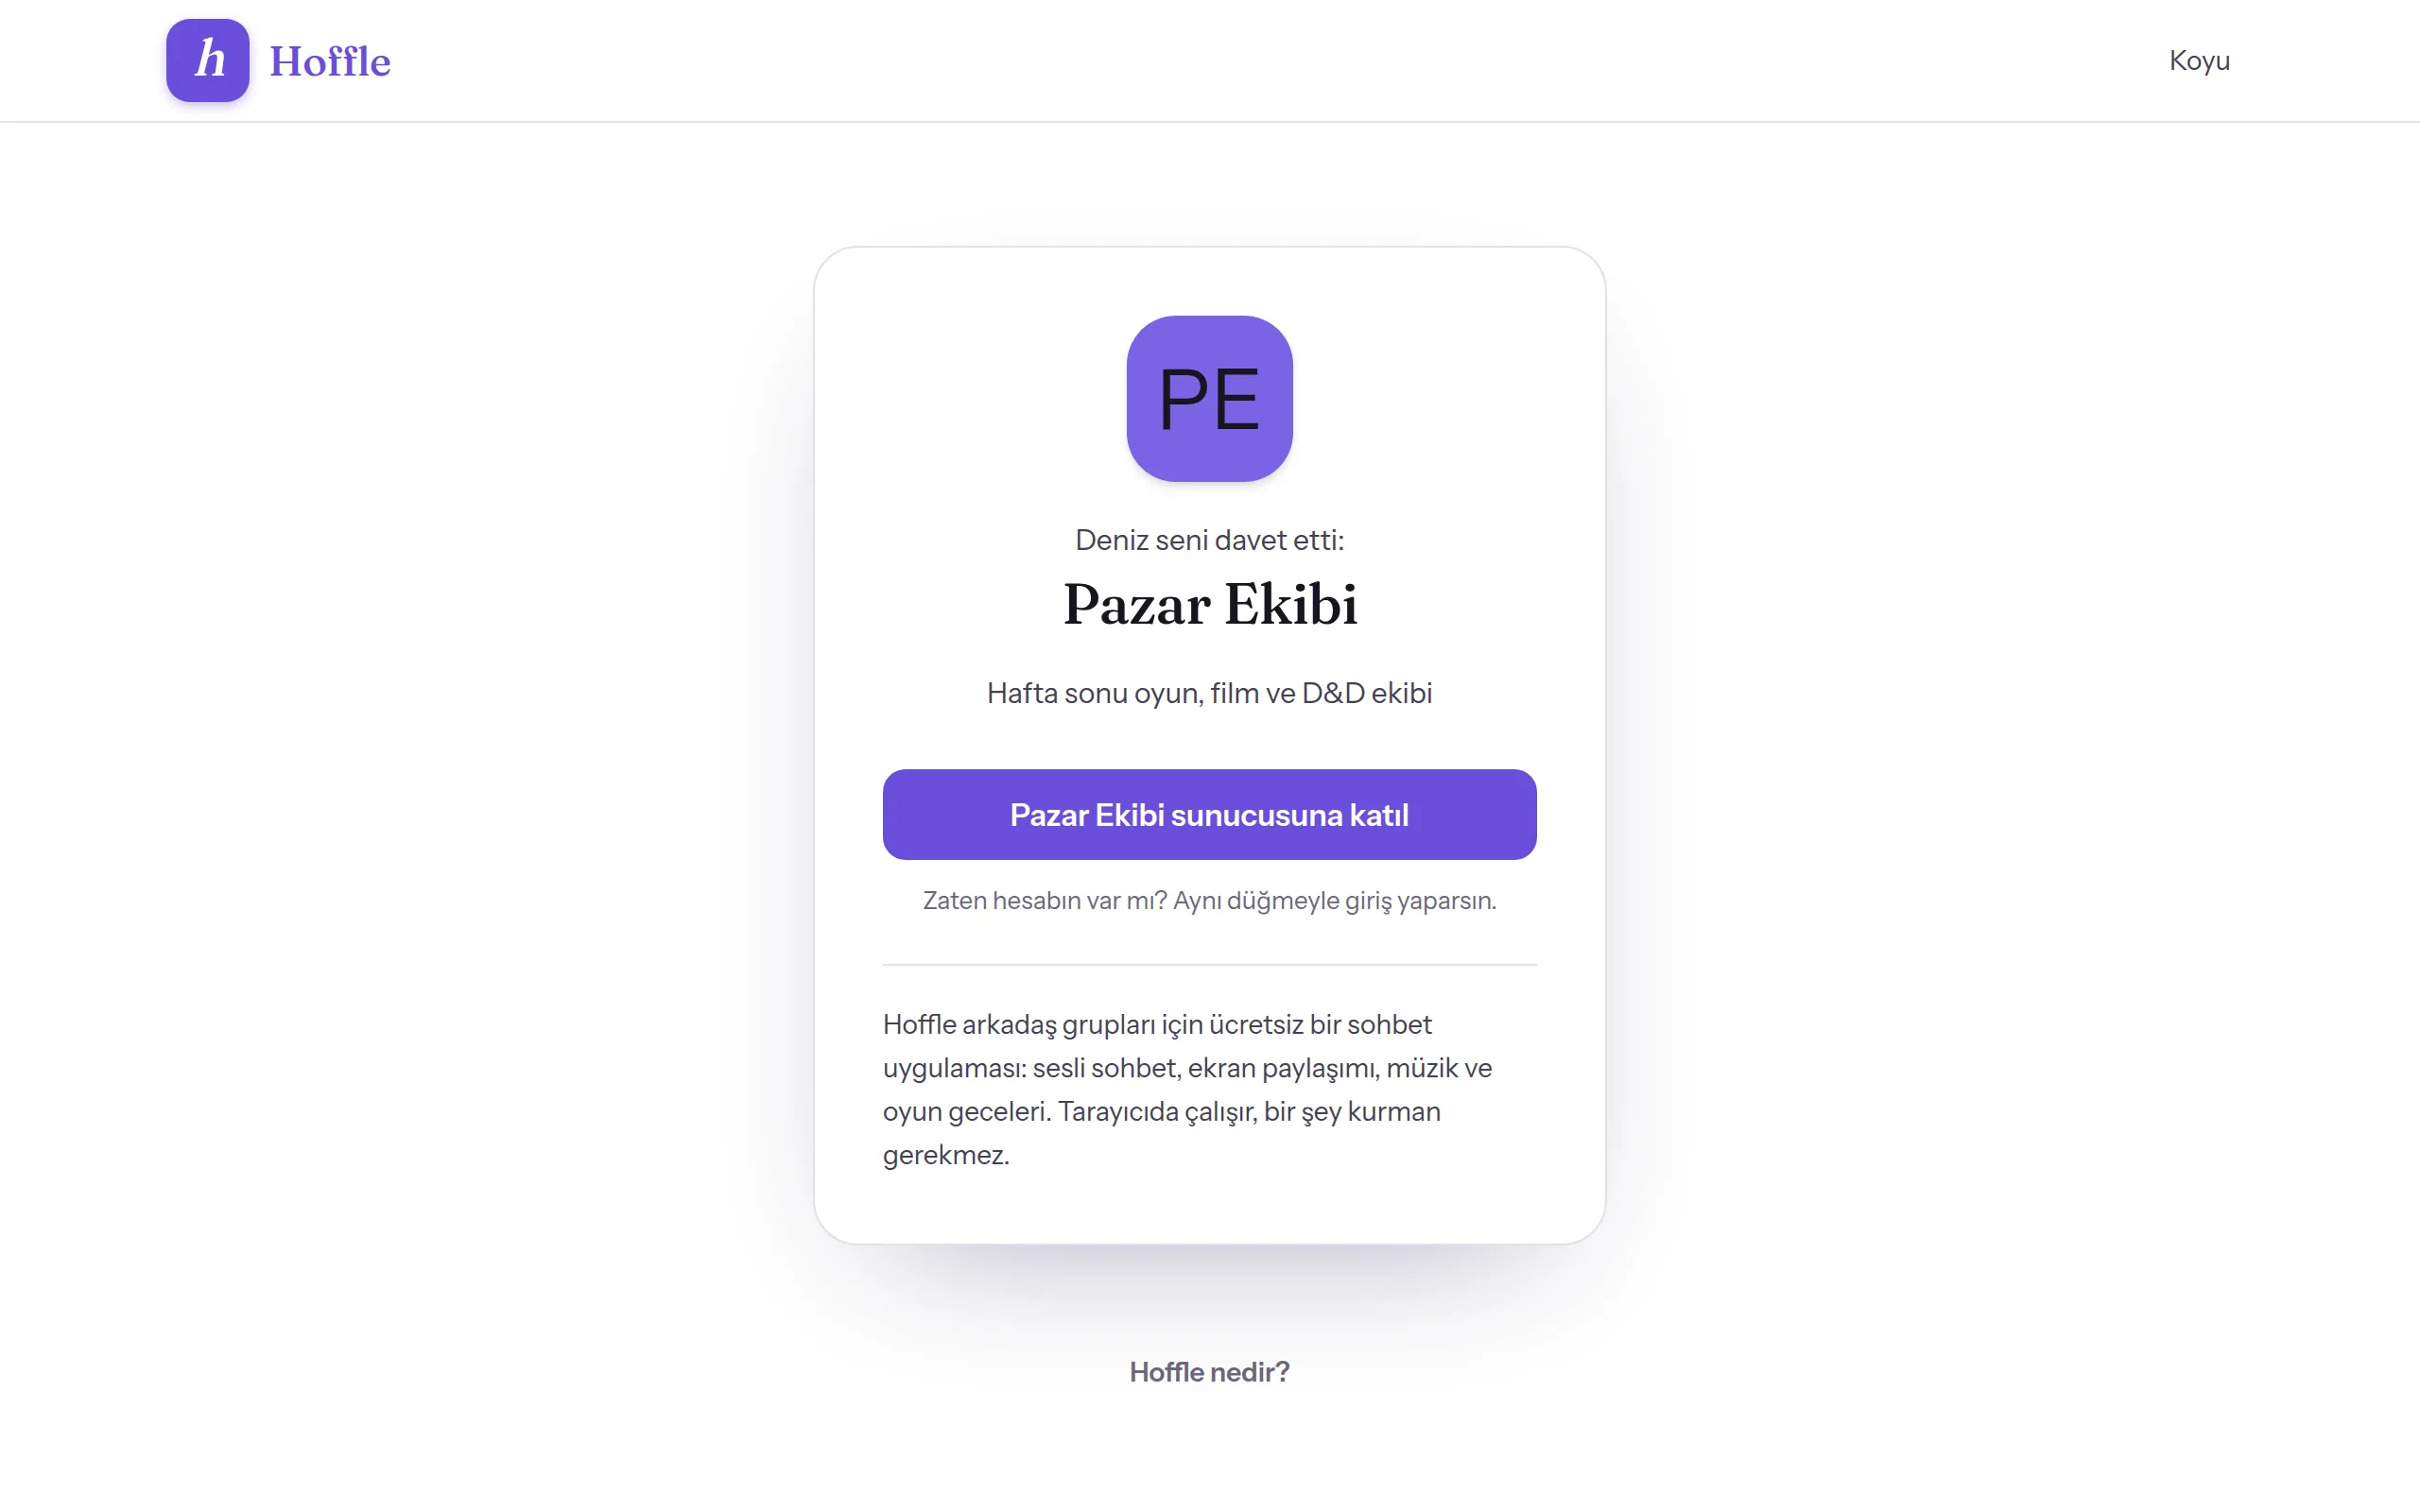 h Hoffle
Koyu
PE
Deniz seni davet etti:
Pazar Ekibi
Hafta sonu oyun, film ve D&D ekibi
Pazar Ekibi sunucusuna katıl
Zaten hesabın var mı? Aynı düğmeyle giriş yaparsın.
Hoffle arkadaş grupları için ücretsiz bir sohbet
uygulaması: sesli sohbet, ekran paylaşımı, müzik ve
oyun geceleri. Tarayıcıda çalışır, bir şey kurman
gerekmez.
Hoffle nedir?